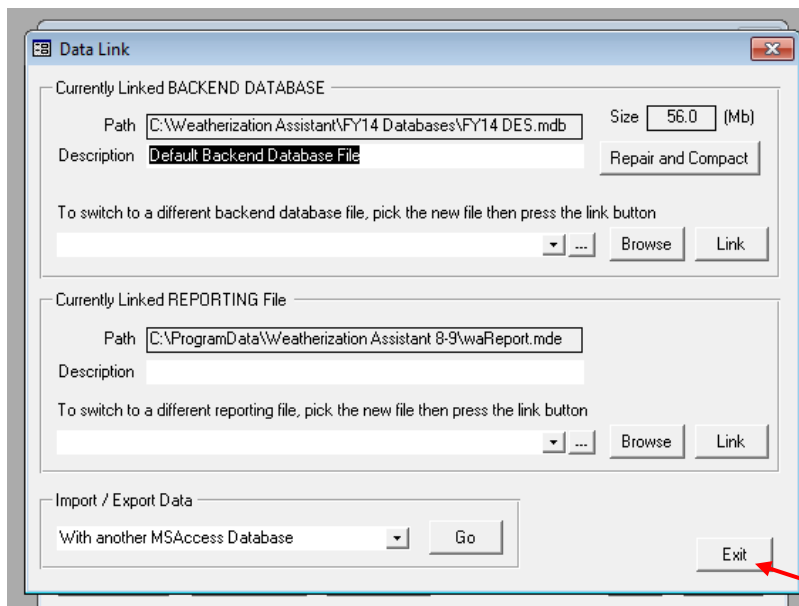 Data Link
Currently Linked BACKEND DATABASE
Path C:\Weatherization Assistant\FY14 Databases\FY14 DES.mdb Size 56.0 (Mb)
Description Default Backend Database File Repair and Compact
To switch to a different backend database file, pick the new file then press the link button
... Browse Link
Currently Linked REPORTING File
Path C:\ProgramData\Weatherization Assistant 8-9\waReport.mde
Description
To switch to a different reporting file, pick the new file then press the link button
... Browse Link
Import / Export Data
With another MSAccess Database Go
Exit